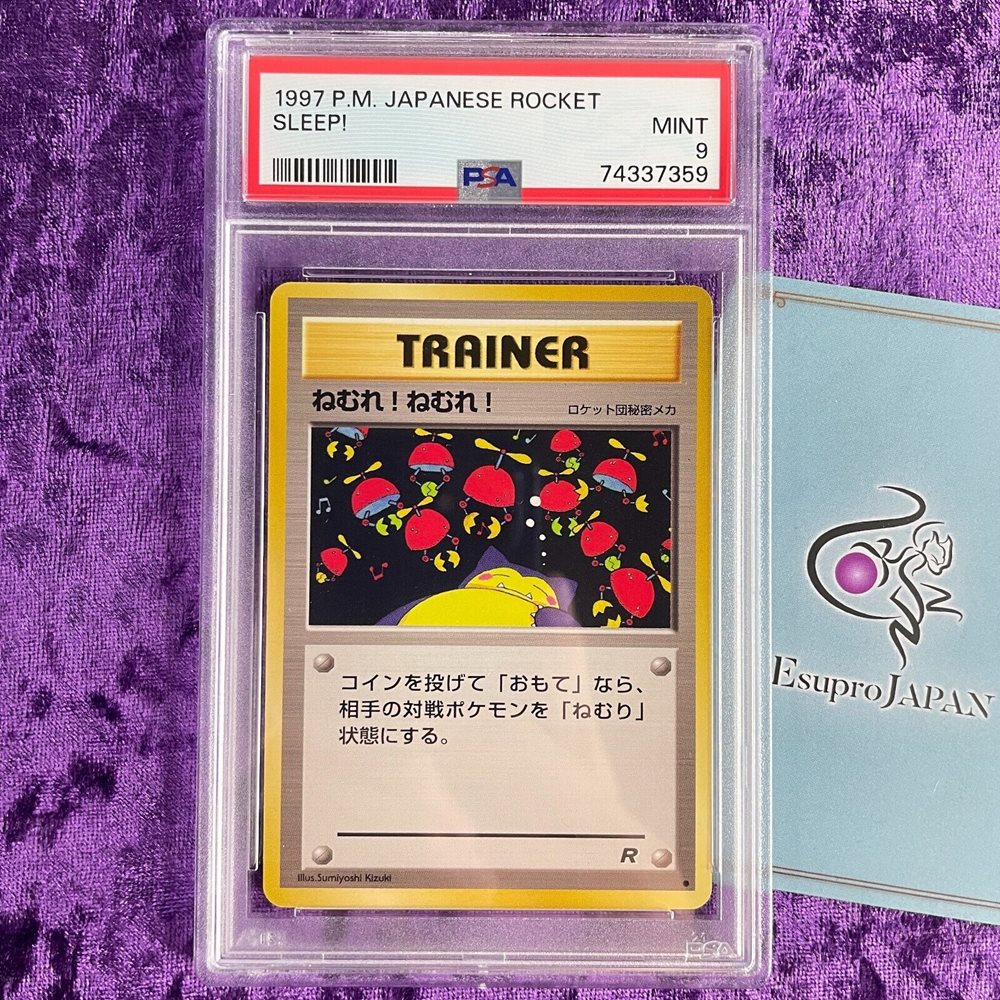 1997 P.M. JAPANESE ROCKET
SLEEP!
MINT
9
PSA
74337359
TRAINER
ねむれ！ねむれ！
ロケット団秘密メカ
コインを投げて「おもて」なら、
相手の対戦ポケモンを「ねむり」
状態にする。
R
Illus.Sumiyoshi Kizuki
EsuproJAPAN